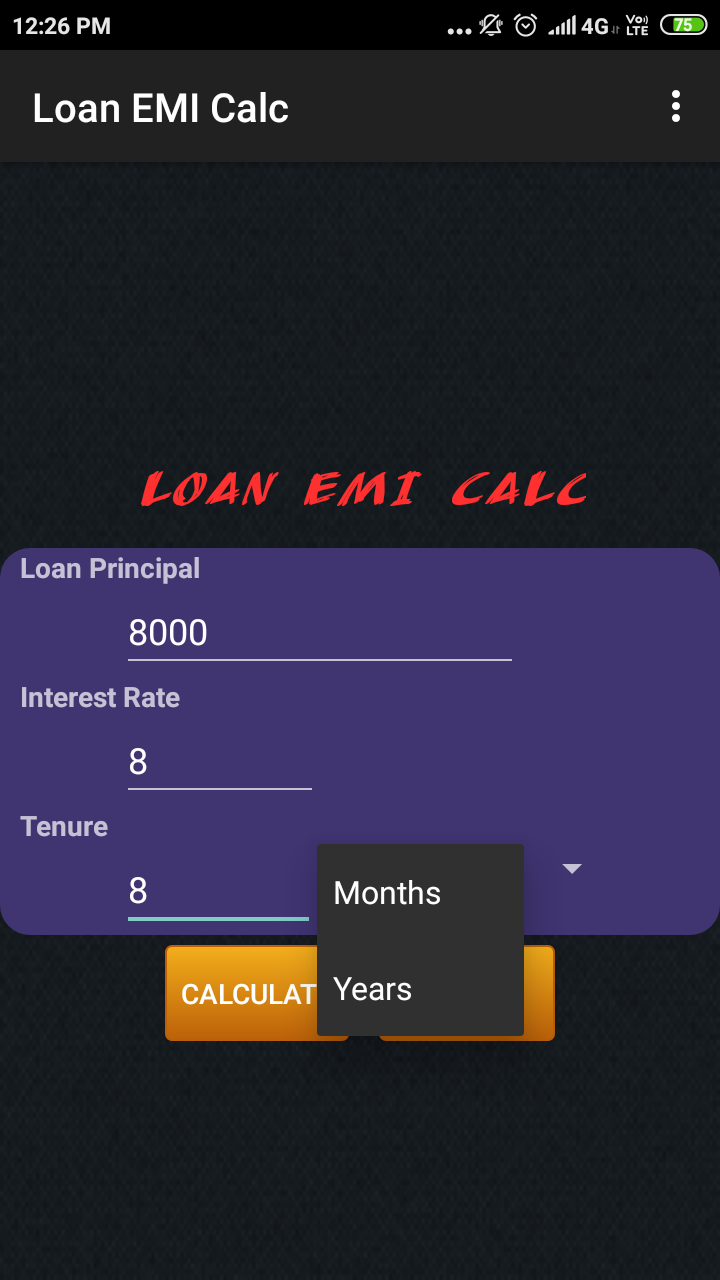 12:26 PM
4G
Vo))
LTE
75
Loan EMI Calc
LOAN EMI CALC
Loan Principal
8000
Interest Rate
8
Tenure
8
Months
CALCULAT
Years